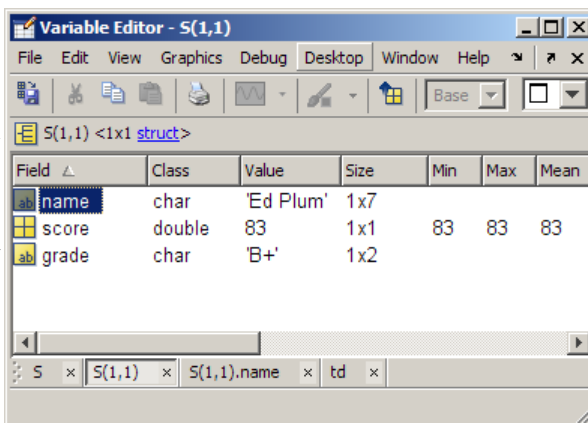 Variable Editor - S(1,1)
File Edit View Graphics Debug Desktop Window Help
Base
S(1,1) <1x1 struct>
Field Class Value Size Min Max Mean
ab name char 'Ed Plum' 1x7
score double 83 1x1 83 83 83
ab grade char 'B+' 1x2
S S(1,1) S(1,1).name td